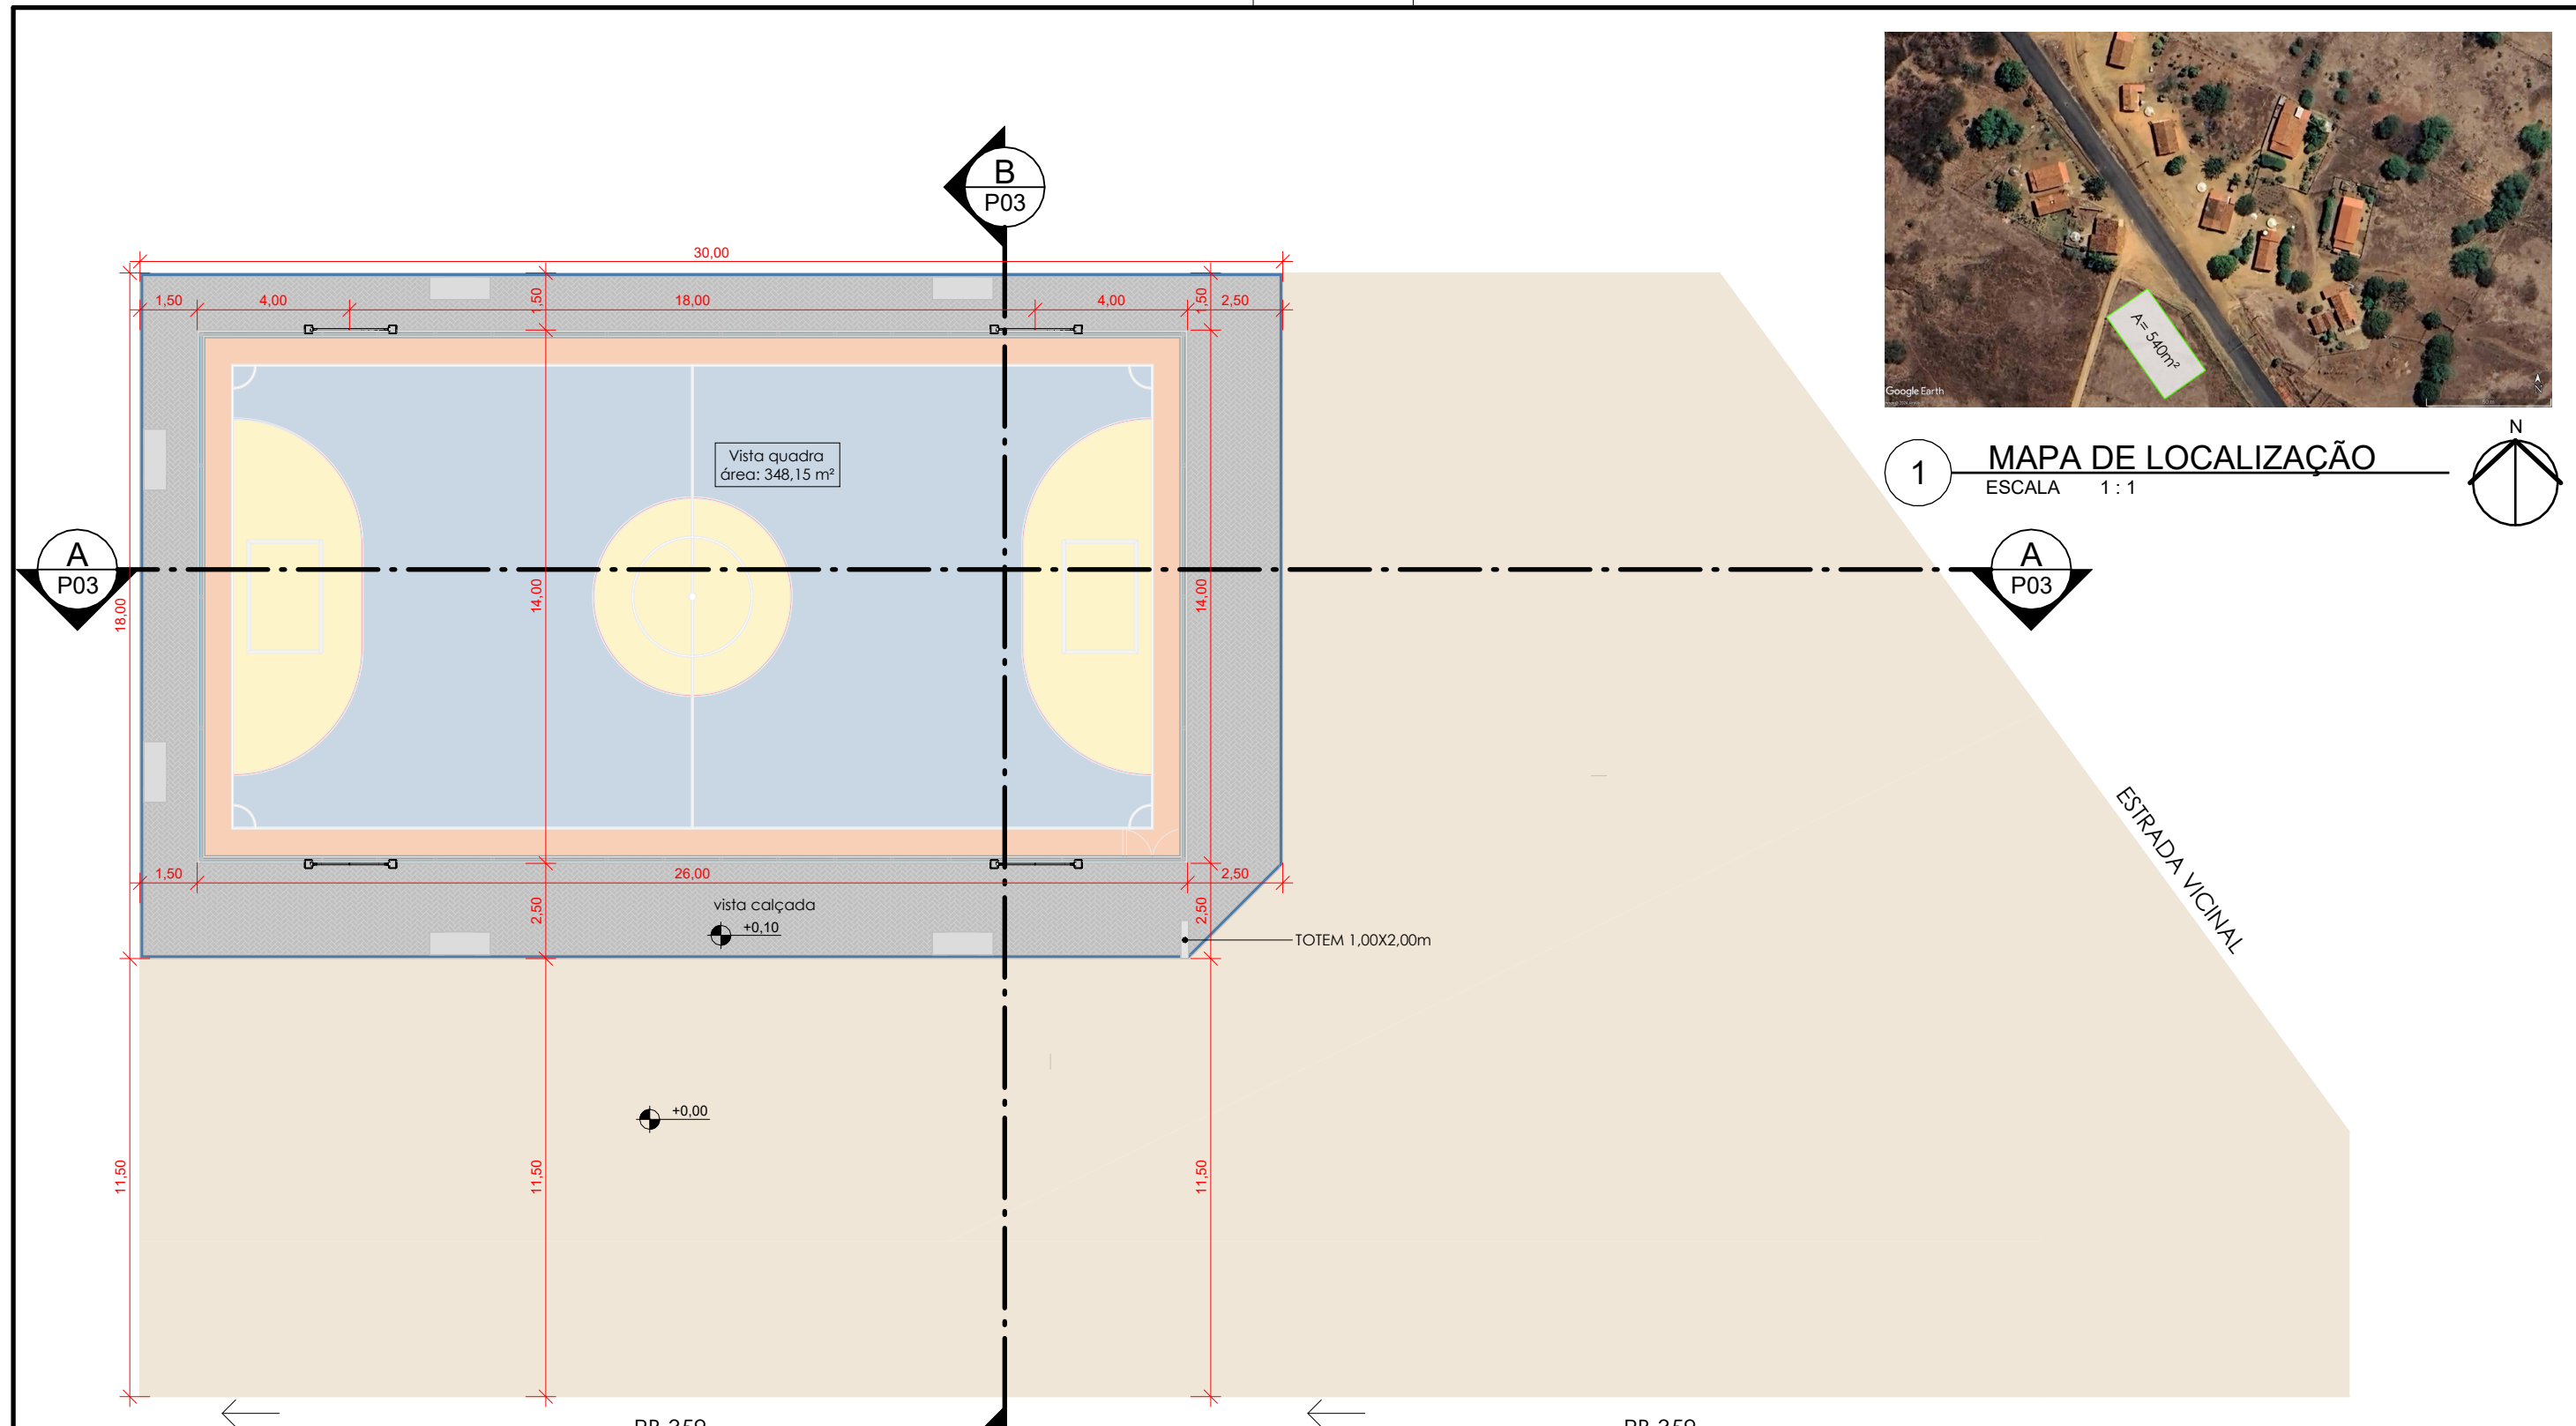 B
P03
30,00
1,50
4,00
1,50
18,00
4,00
1,50
2,50
Vista quadra
área: 348,15 m²
A
P03
18,00
14,00
14,00
A
P03
1,50
26,00
2,50
2,50
2,50
vista calçada
+0,10
TOTEM 1,00X2,00m
+0,00
11,50
11,50
11,50
ESTRADA VICINAL
A= 540m²
Google Earth
N
1
MAPA DE LOCALIZAÇÃO
ESCALA 1 : 1
N